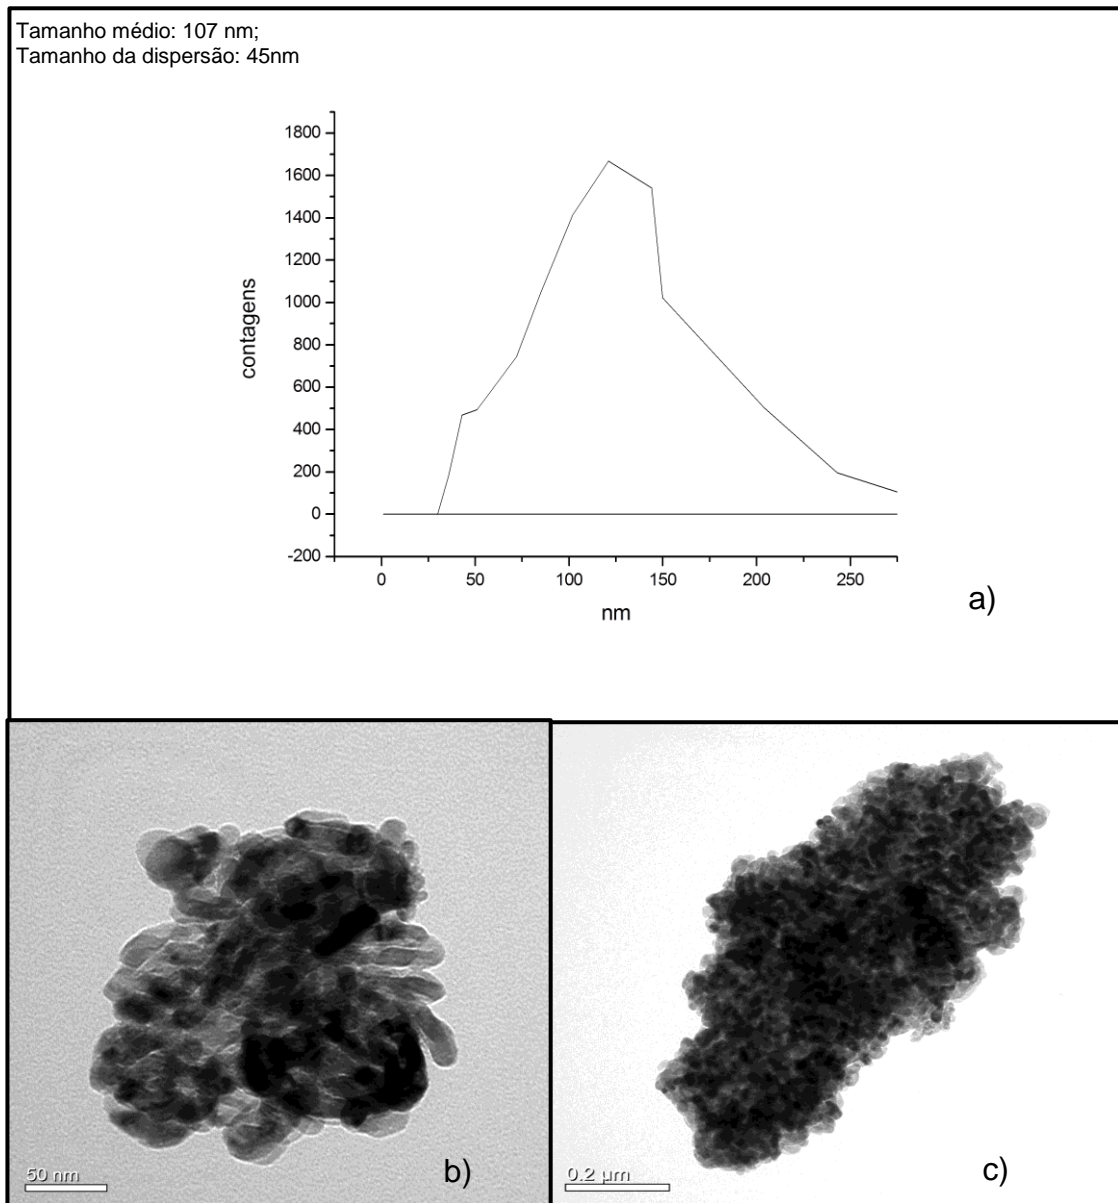 Tamanho médio: 107 nm;
Tamanho da dispersão: 45nm
1800
1600
1400
1200
1000
800
600
400
200
0
-200
contagens
0 50 100 150 200 250
nm
a)
50 nm
b)
0.2 µm
c)